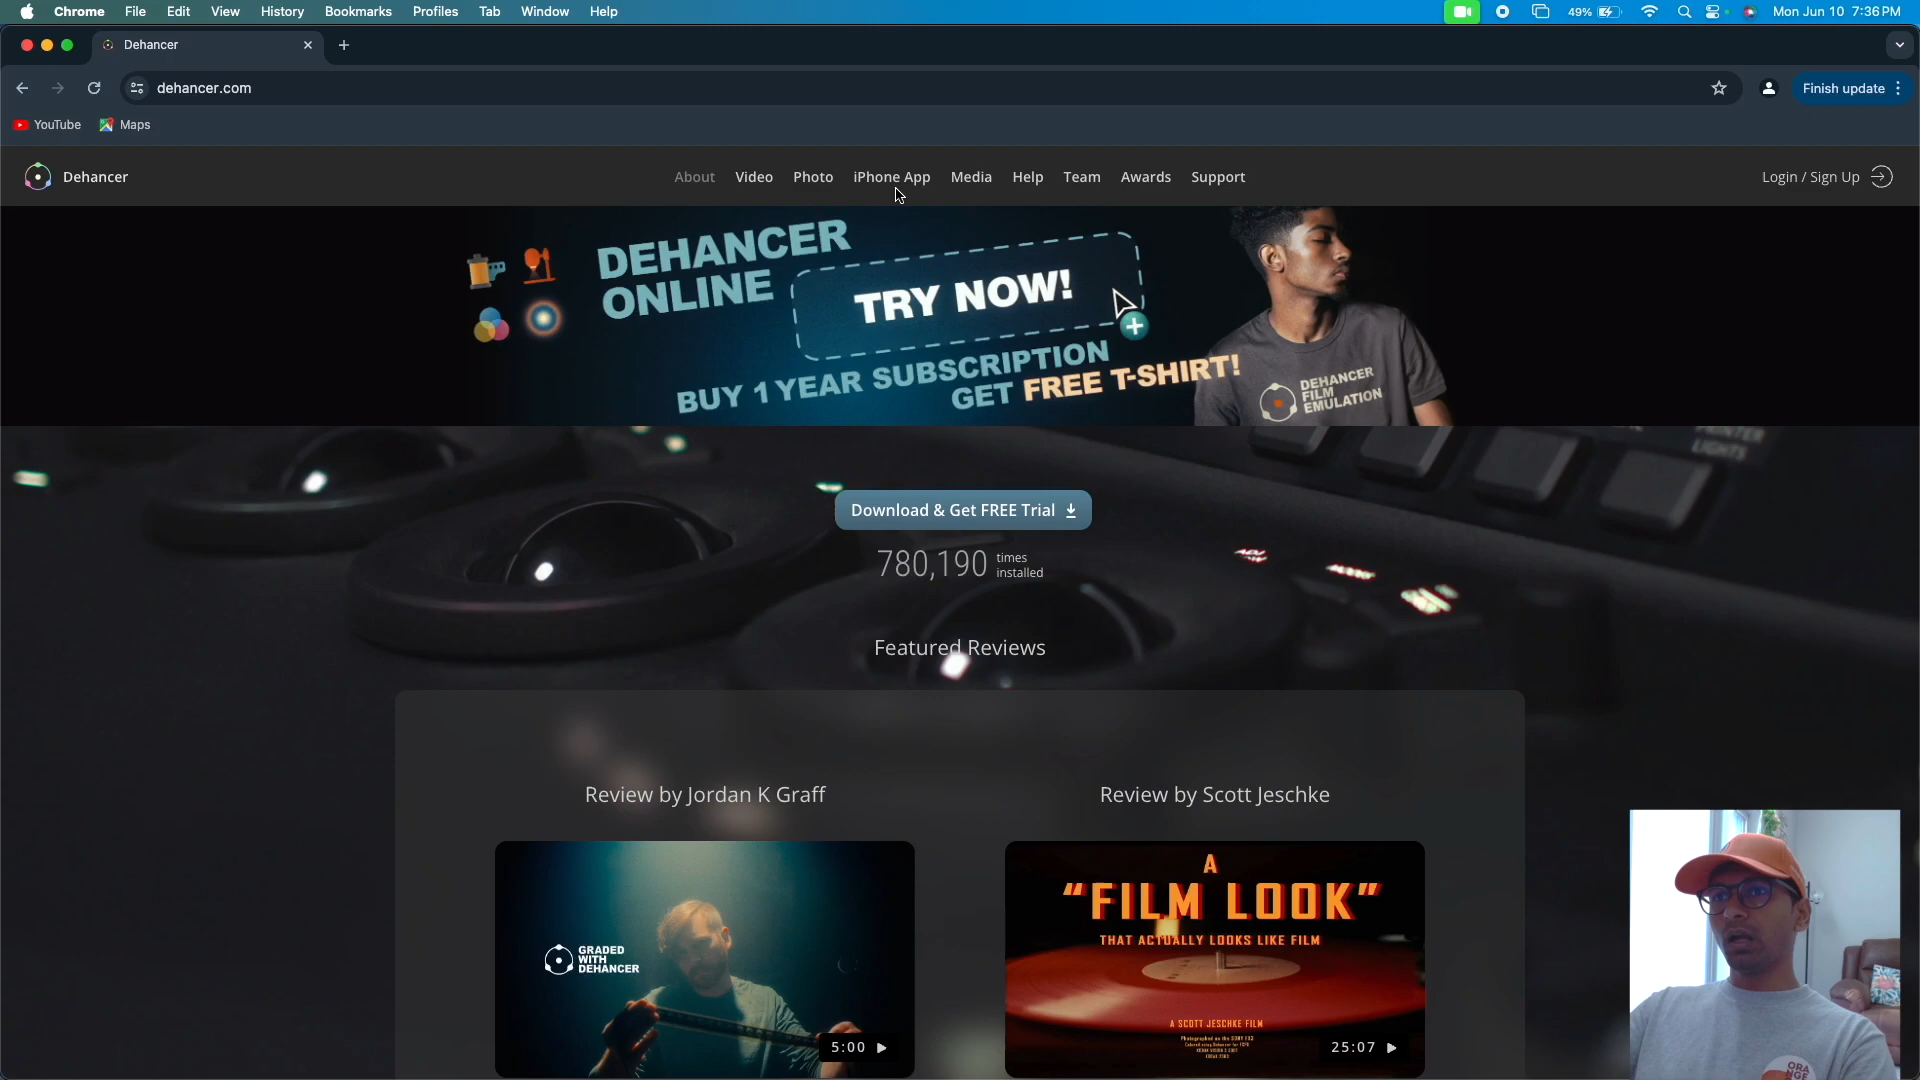 Chrome File Edit View History Bookmarks Profiles Tab Window Help 49% Mon Jun 10 7:36 PM
Dehancer
dehancer.com Finish update
YouTube Maps
Dehancer About Video Photo iPhone App Media Help Team Awards Support Login / Sign Up
DEHANCER
ONLINE
TRY NOW!
BUY 1 YEAR SUBSCRIPTION
GET FREE T-SHIRT!
DEHANCER
FILM
EMULATION
PRINTER
LIGHTS
Download & Get FREE Trial
780,190 times
installed
Featured Reviews
Review by Jordan K Graff
Review by Scott Jeschke
GRADED
WITH
DEHANCER
5:00
A
“FILM LOOK”
THAT ACTUALLY LOOKS LIKE FILM
A SCOTT JESCHKE FILM
25:07